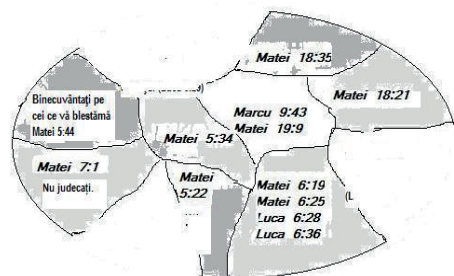 Matei 18:35
Matei 18:21
Binecuvântaţi pe
cei ce vă blestămă
Matei 5:44
Marcu 9:43
Matei 19:9
Matei 5:34
Matei 7:1
Nu judecaţi.
Matei
5:22
Matei 6:19
Matei 6:25
Luca 6:28
Luca 6:36
(L